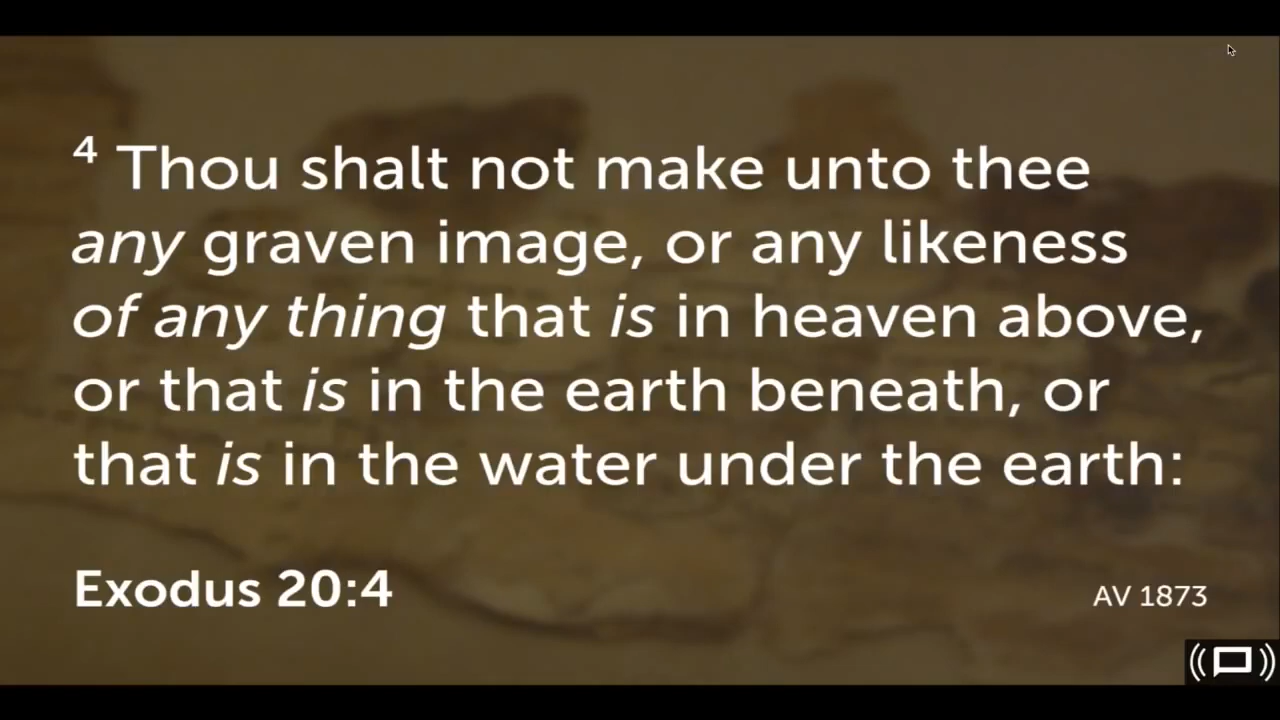 4 Thou shalt not make unto thee
any graven image, or any likeness
of any thing that is in heaven above,
or that is in the earth beneath, or
that is in the water under the earth:
Exodus 20:4
AV 1873